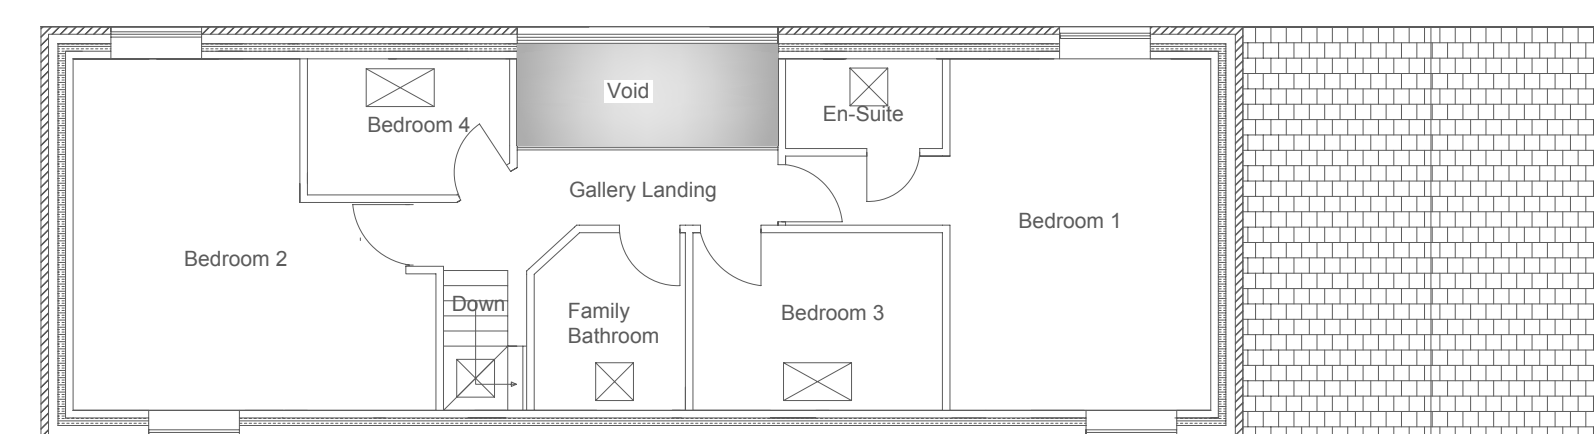 Void
En-Suite
Bedroom 4
Gallery Landing
Bedroom 1
Bedroom 2
Down
Family
Bathroom
Bedroom 3